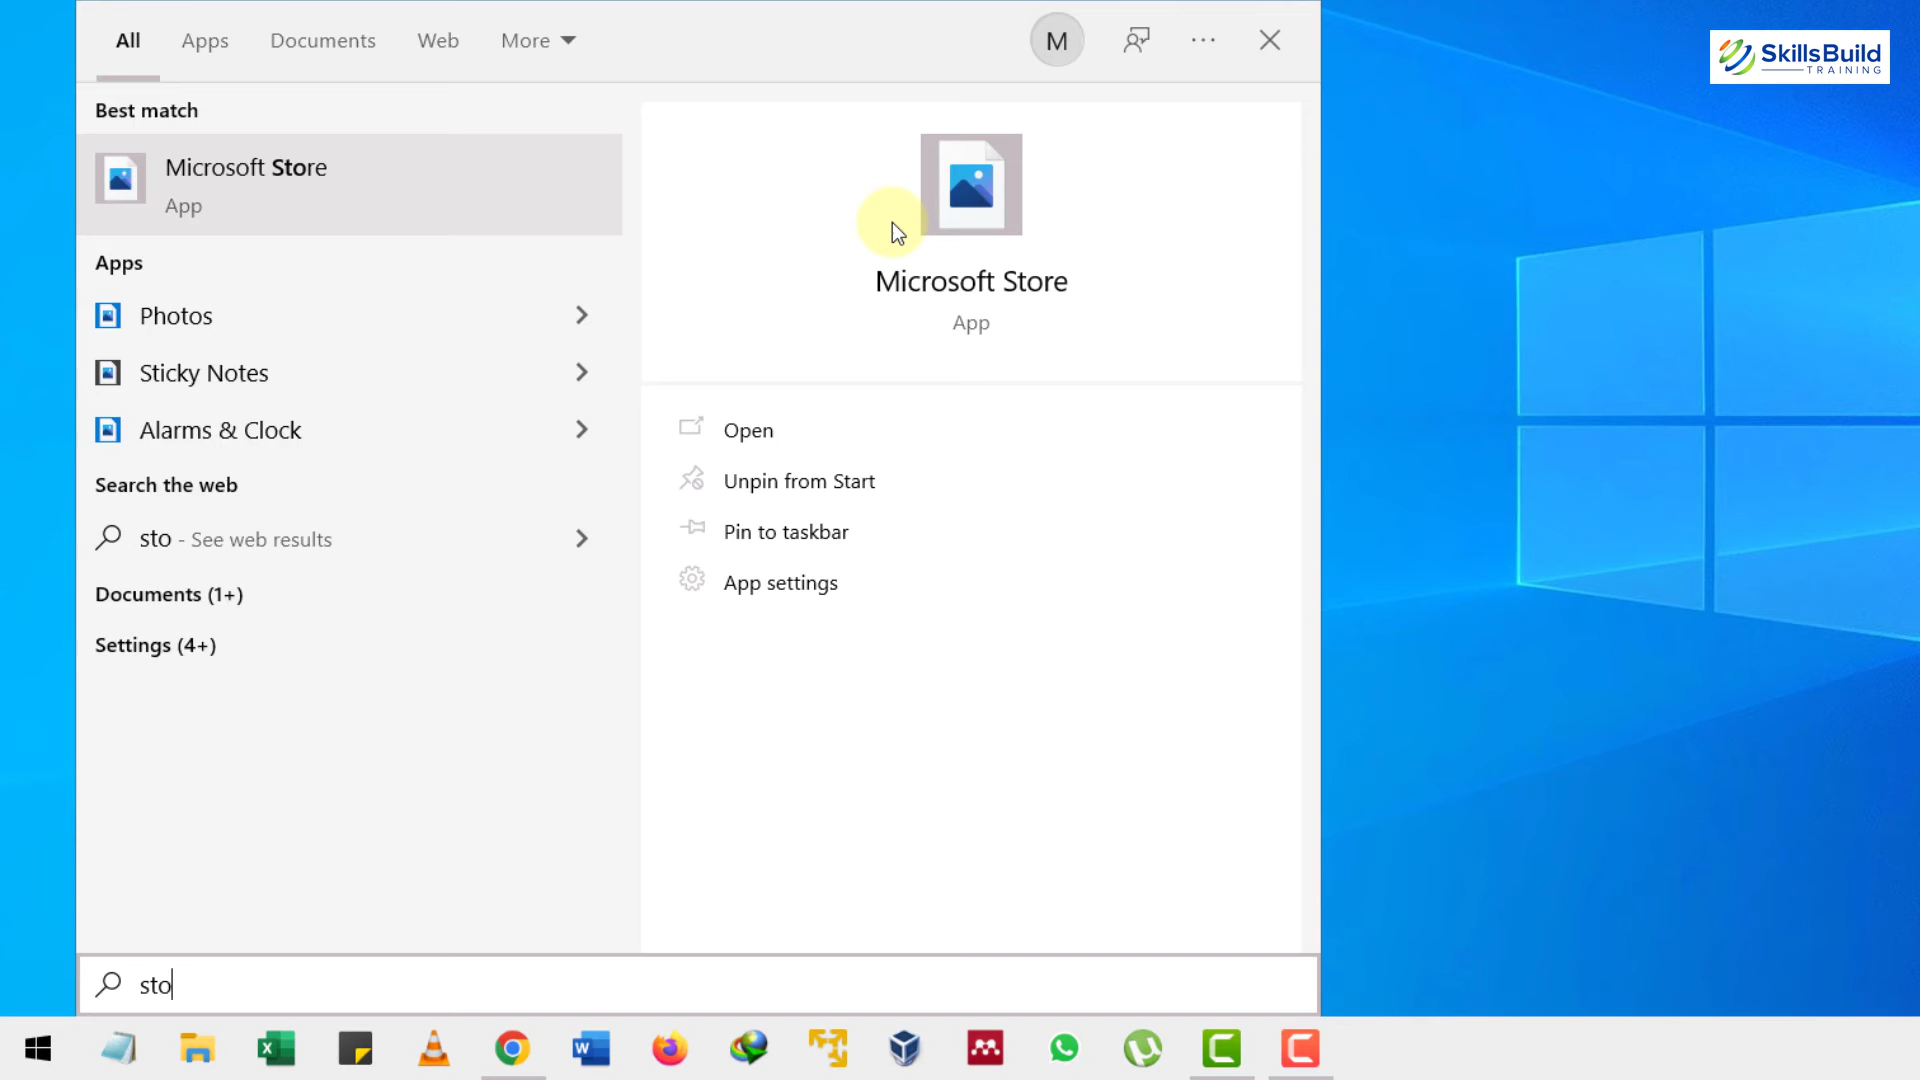 All
Apps
Documents
Web
More
M
SkillsBuild
TRAINING
Best match
Microsoft Store
App
Apps
Photos
Sticky Notes
Alarms & Clock
Search the web
sto - See web results
Documents (1+)
Settings (4+)
Microsoft Store
App
Open
Unpin from Start
Pin to taskbar
App settings
sto